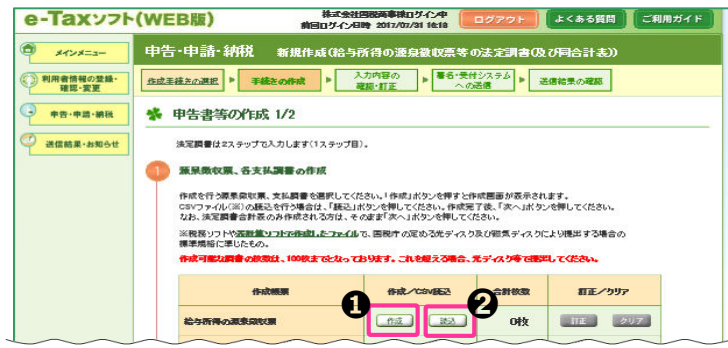 e-Taxソフト(WEB版)
株式会社国税商事様ログイン中
前回ログイン日時 2017/07/31 16:18
ログアウト
よくある質問
ご利用ガイド
メインメニュー
利用者情報の登録・
確認・変更
申告・申請・納税
送信結果・お知らせ
申告・申請・納税 新規作成(給与所得の源泉徴収票等の法定調書(及び同合計表))
作成手続きの選択
手続きの作成
入力内容の
確認・訂正
署名・受付システム
への送信
送信結果の確認
申告書等の作成 1/2
法定調書は2ステップで入力します(1ステップ目)。
1 源泉徴収票、各支払調書の作成
作成を行う源泉徴収票、支払調書を選択してください。「作成」ボタンを押すと作成画面が表示されます。
CSVファイル(※)の読込を行う場合は、「読込」ボタンを押してください。作成完了後、「次へ」ボタンを押してください。
なお、法定調書合計表のみ作成される方は、そのまま「次へ」ボタンを押してください。
※税務ソフトや表計算ソフトで作成したファイルで、国税庁の定める光ディスク及び磁気ディスクにより提出する場合の
標準規格に準じたもの。
作成可能な調書の枚数は、100枚までとなっております。これを超える場合、光ディスク等で提出してください。
作成帳票
作成/CSV読込
合計枚数
訂正/クリア
❶
❷
給与所得の源泉徴収票
作成
読込
0枚
訂正
クリア